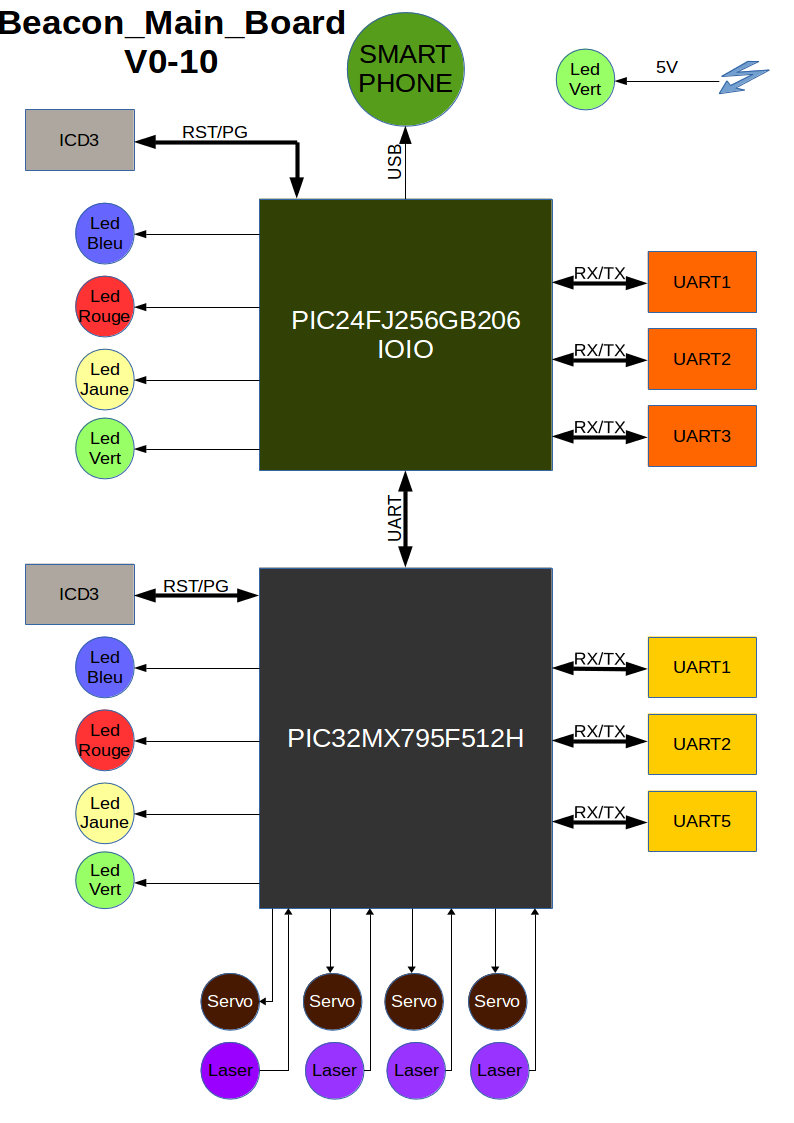 Beacon_Main_Board
V0-10
SMART
PHONE
Led
Vert
5V
ICD3
RST/PG
USB
Led
Bleu
Led
Rouge
Led
Jaune
Led
Vert
PIC24FJ256GB206
IOIO
RX/TX
UART1
RX/TX
UART2
RX/TX
UART3
UART
ICD3
RST/PG
Led
Bleu
Led
Rouge
Led
Jaune
Led
Vert
PIC32MX795F512H
RX/TX
UART1
RX/TX
UART2
RX/TX
UART5
Servo
Servo
Servo
Servo
Laser
Laser
Laser
Laser